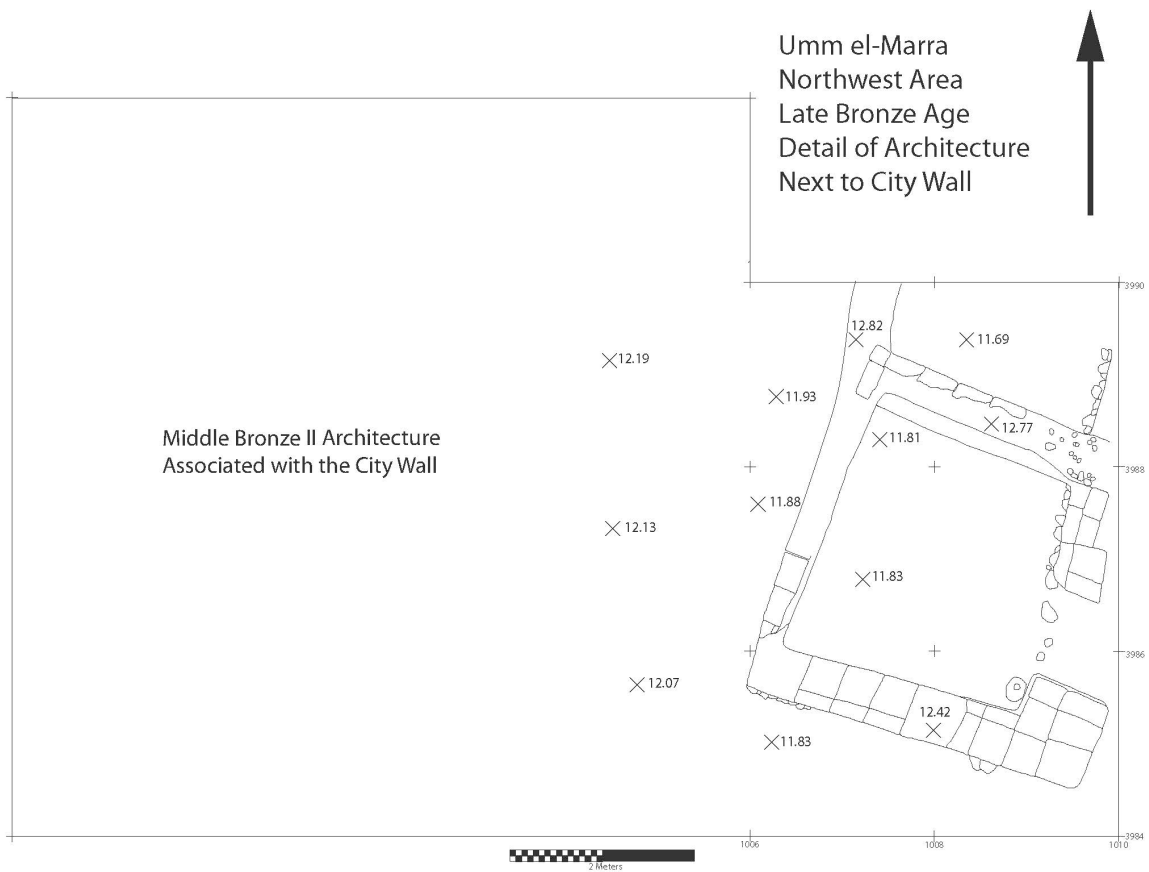 Umm el-Marra
Northwest Area
Late Bronze Age
Detail of Architecture
Next to City Wall
3990
12.82
11.69
12.19
11.93
12.77
11.81
Middle Bronze II Architecture
Associated with the City Wall
3988
11.88
12.13
11.83
3986
12.07
12.42
11.83
3984
1006
1008
1010
2 Meters